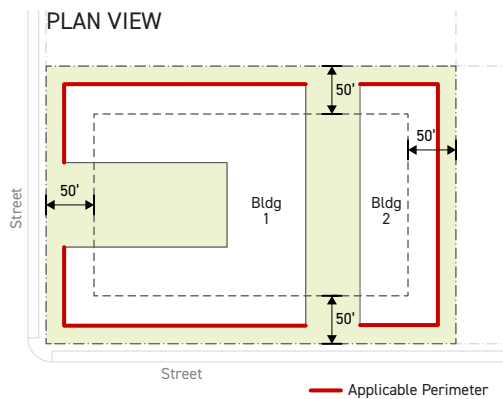 PLAN VIEW
50'
50'
50'
Bldg
1
Bldg
2
Street
50'
Street
Applicable Perimeter